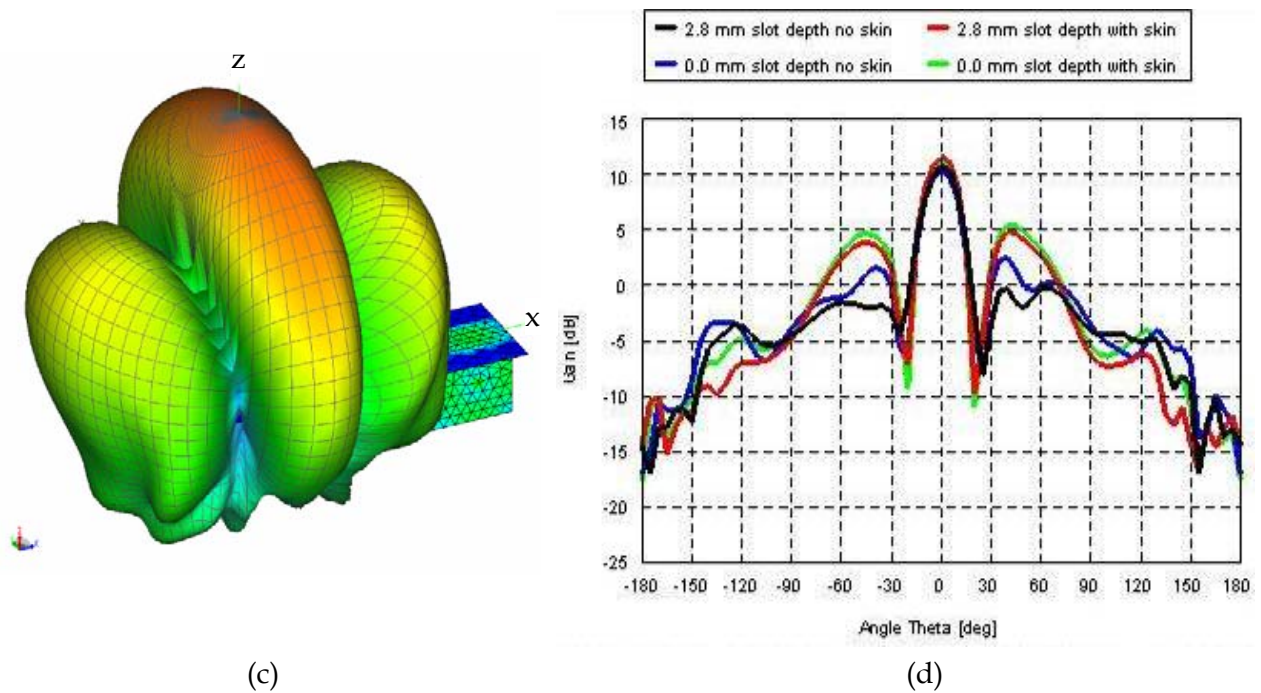 z
x
2.8 mm slot depth no skin
2.8 mm slot depth with skin
0.0 mm slot depth no skin
0.0 mm slot depth with skin
15
10
5
0
-5
-10
-15
-20
-25
-180 -150 -120 -90 -60 -30 0 30 60 90 120 150 180
Angle Theta [deg]
(c)
(d)